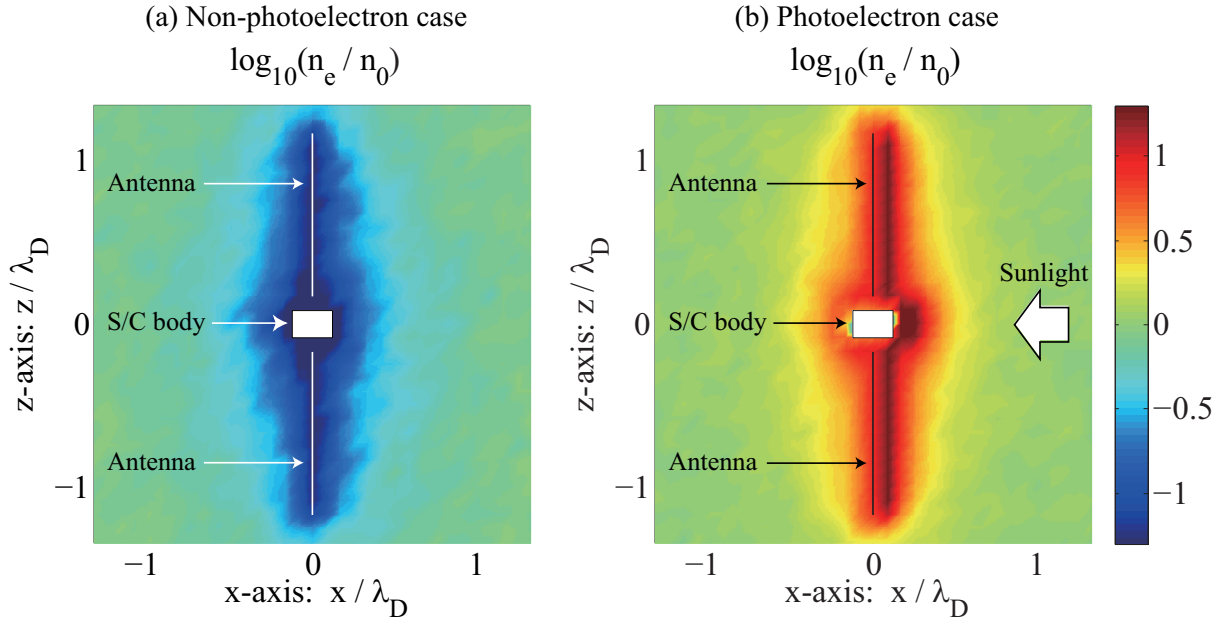 (a) Non-photoelectron case
log10(ne / n0)
1
0
−1
z-axis: z / λD
Antenna
S/C body
Antenna
−1 0 1
x-axis: x / λD
(b) Photoelectron case
log10(ne / n0)
1
0
−1
z-axis: z / λD
Antenna
S/C body
Antenna
Sunlight
−1 0 1
x-axis: x / λD
1
0.5
0
−0.5
−1